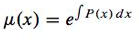 μ(x) = e^{∫ P(x) dx}